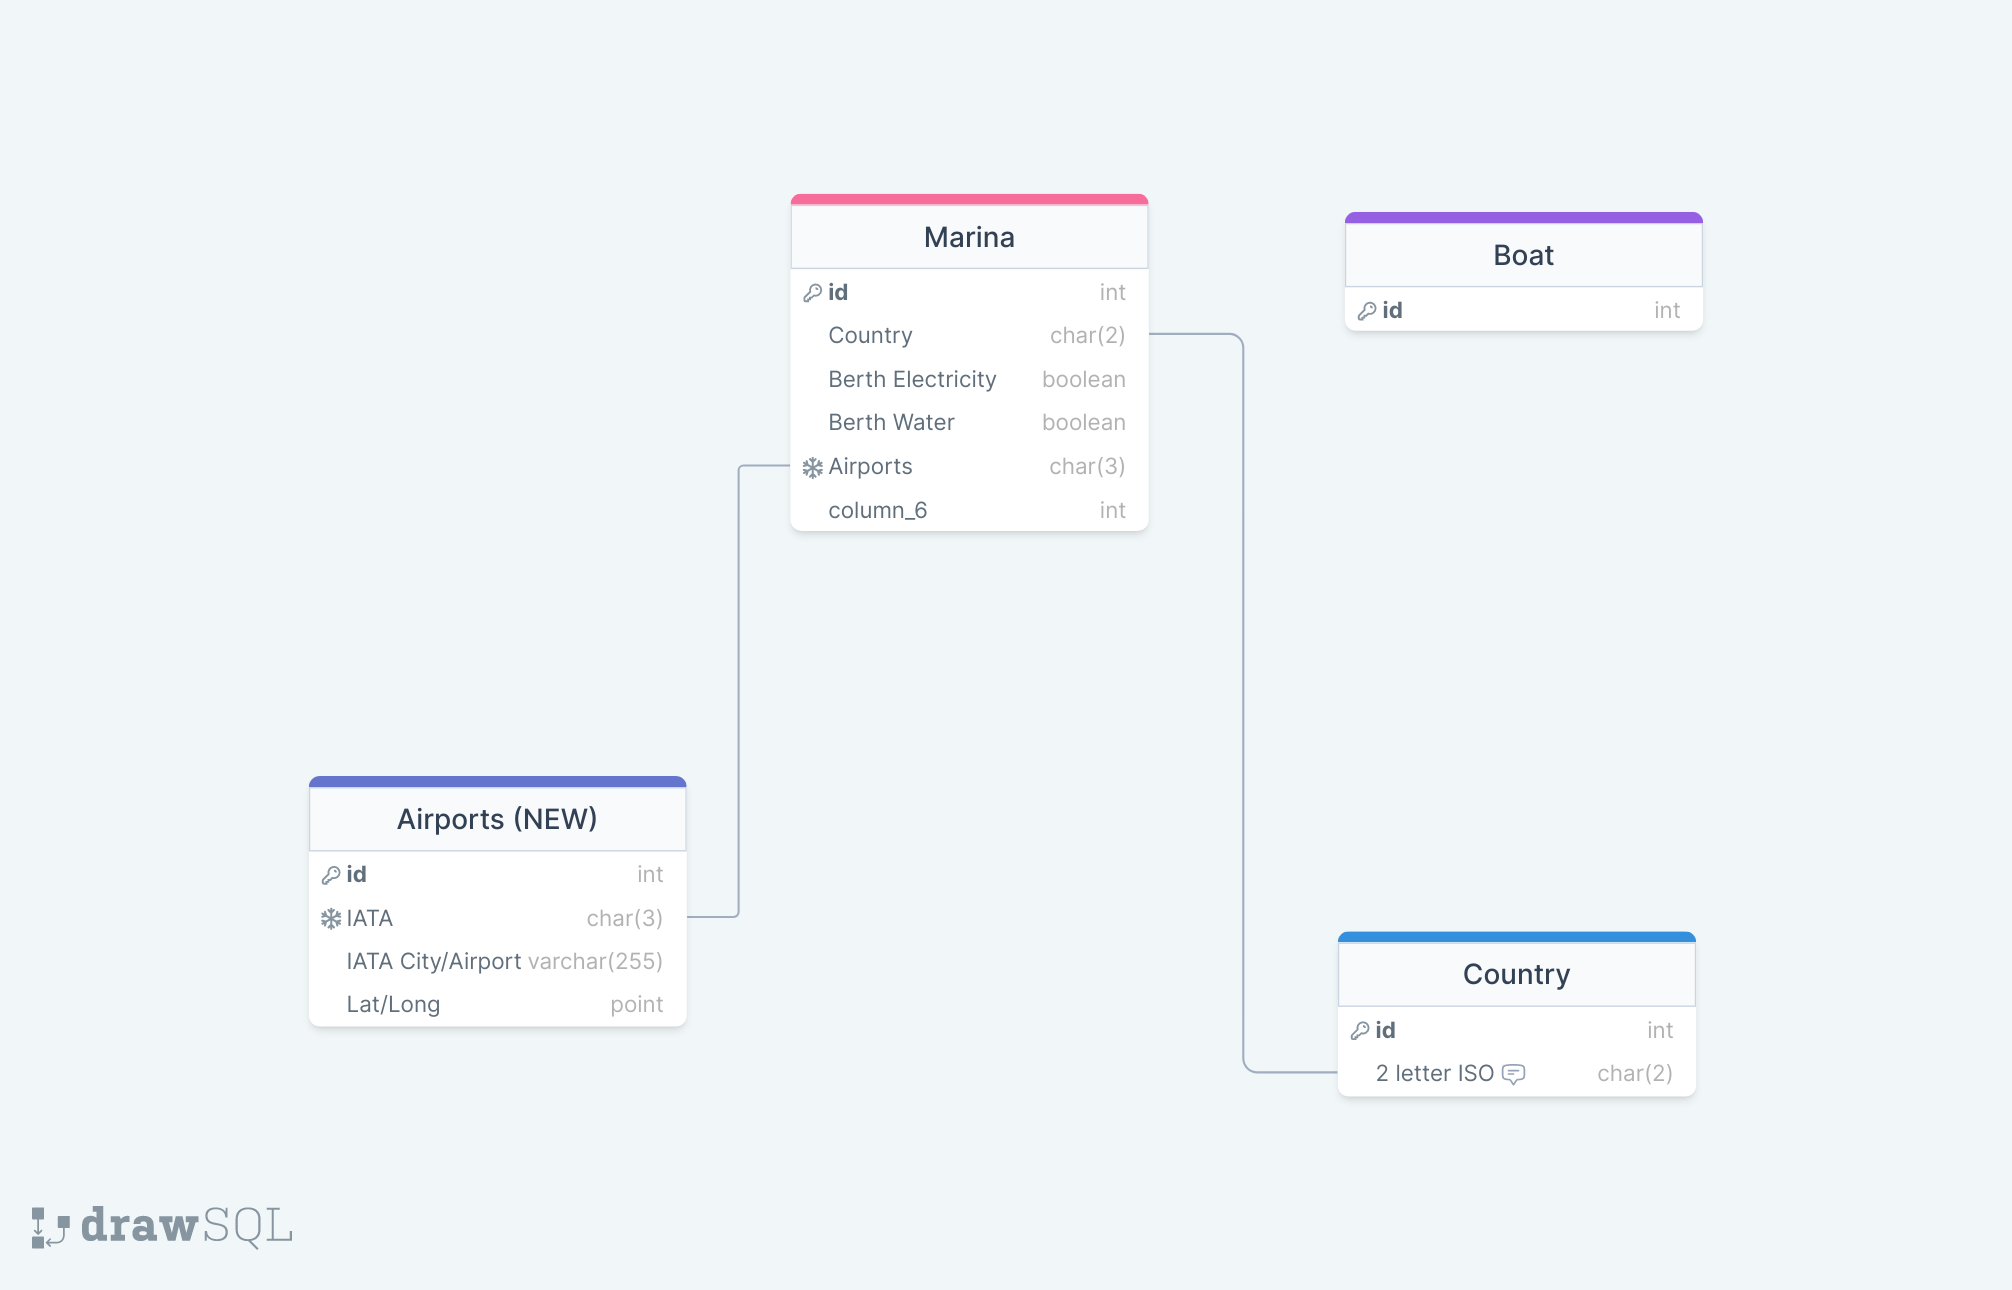 Marina
id int
Country char(2)
Berth Electricity boolean
Berth Water boolean
Airports char(3)
column_6 int
Boat
id int
Airports (NEW)
id int
IATA char(3)
IATA City/Airport varchar(255)
Lat/Long point
Country
id int
2 letter ISO char(2)
drawSQL